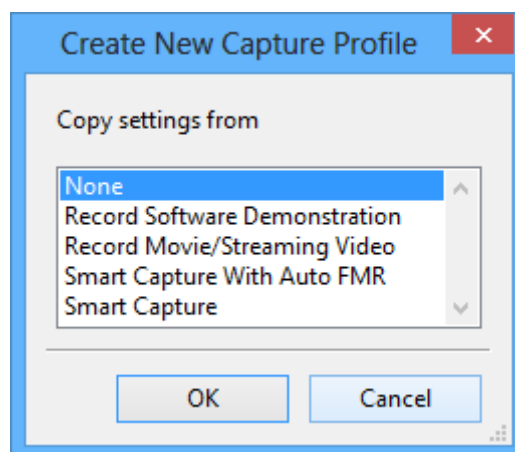 Create New Capture Profile
Copy settings from
None
Record Software Demonstration
Record Movie/Streaming Video
Smart Capture With Auto FMR
Smart Capture
OK
Cancel